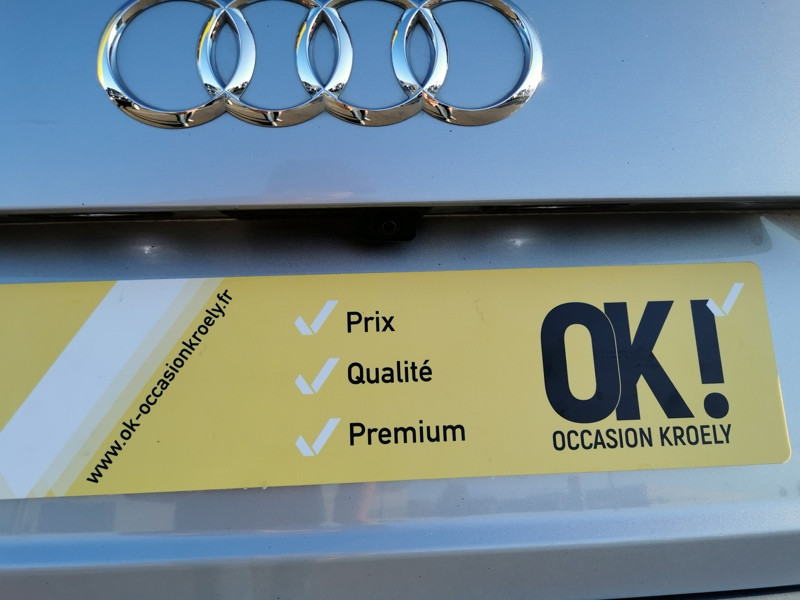 www.ok-occasionkroely.fr
Prix
Qualité
Premium
OK!
OCCASION KROELY